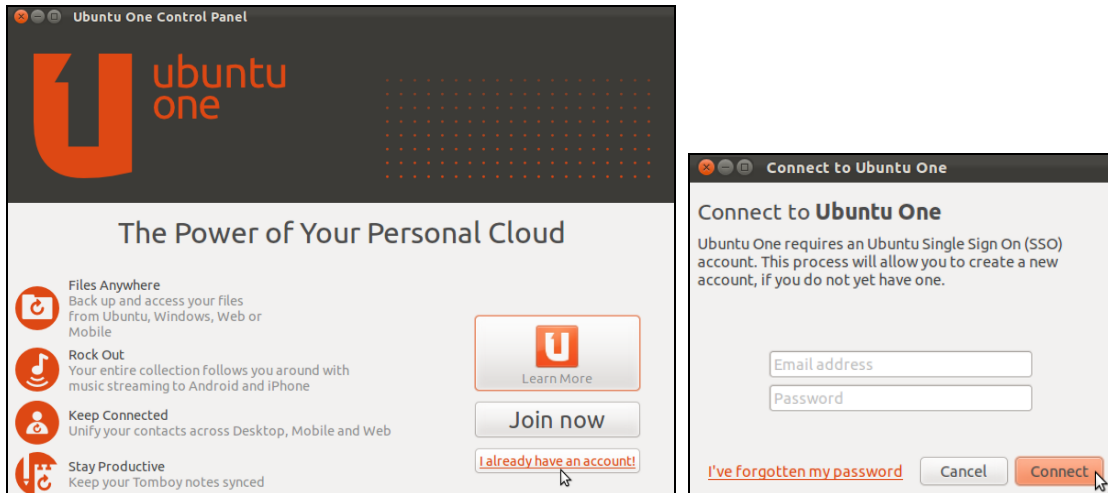 Ubuntu One Control Panel
ubuntu
one
The Power of Your Personal Cloud
Files Anywhere
Back up and access your files
from Ubuntu, Windows, Web or
Mobile
Rock Out
Your entire collection follows you around with
music streaming to Android and iPhone
Keep Connected
Unify your contacts across Desktop, Mobile and Web
Stay Productive
Keep your Tomboy notes synced
Learn More
Join now
I already have an account!
Connect to Ubuntu One
Connect to Ubuntu One
Ubuntu One requires an Ubuntu Single Sign On (SSO)
account. This process will allow you to create a new
account, if you do not yet have one.
Email address
Password
I've forgotten my password Cancel Connect